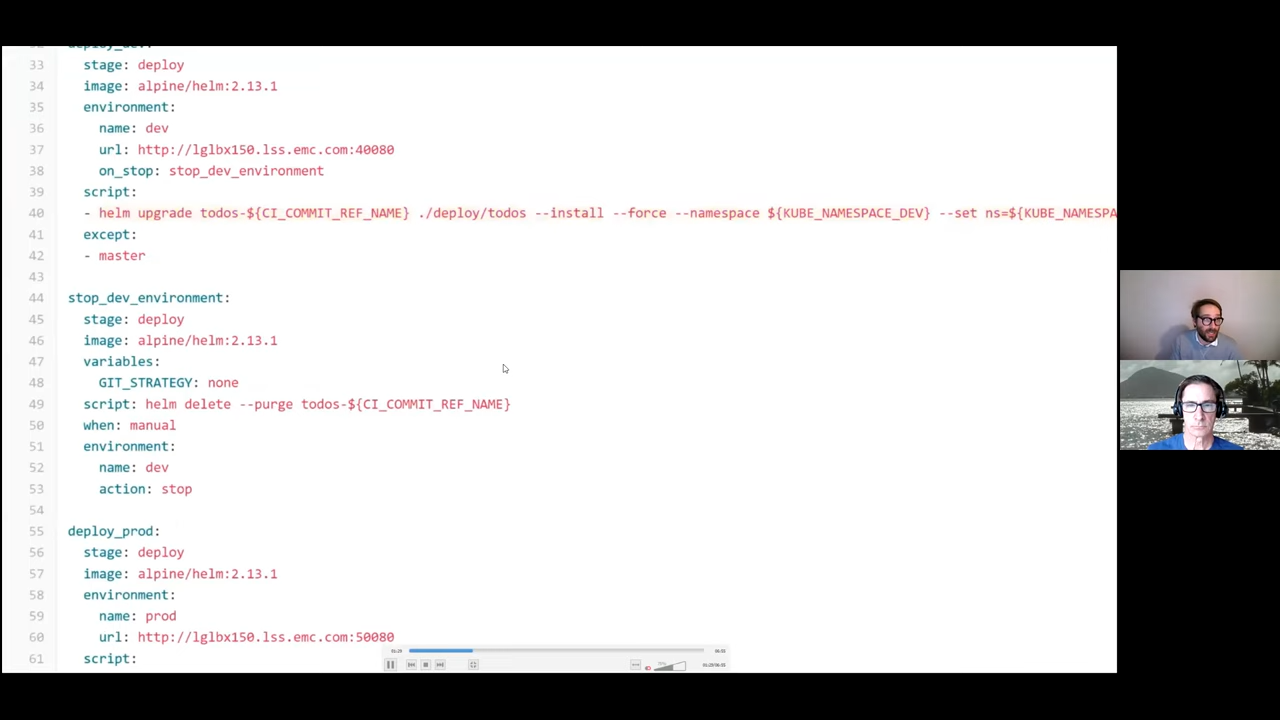 deploy_dev:
33 stage: deploy
34 image: alpine/helm:2.13.1
35 environment:
36 name: dev
37 url: http://lglbx150.lss.emc.com:40080
38 on_stop: stop_dev_environment
39 script:
40 - helm upgrade todos-${CI_COMMIT_REF_NAME} ./deploy/todos --install --force --namespace ${KUBE_NAMESPACE_DEV} --set ns=${KUBE_NAMESPA
41 except:
42 - master
43
44 stop_dev_environment:
45 stage: deploy
46 image: alpine/helm:2.13.1
47 variables:
48 GIT_STRATEGY: none
49 script: helm delete --purge todos-${CI_COMMIT_REF_NAME}
50 when: manual
51 environment:
52 name: dev
53 action: stop
54
55 deploy_prod:
56 stage: deploy
57 image: alpine/helm:2.13.1
58 environment:
59 name: prod
60 url: http://lglbx150.lss.emc.com:50080
61 script: